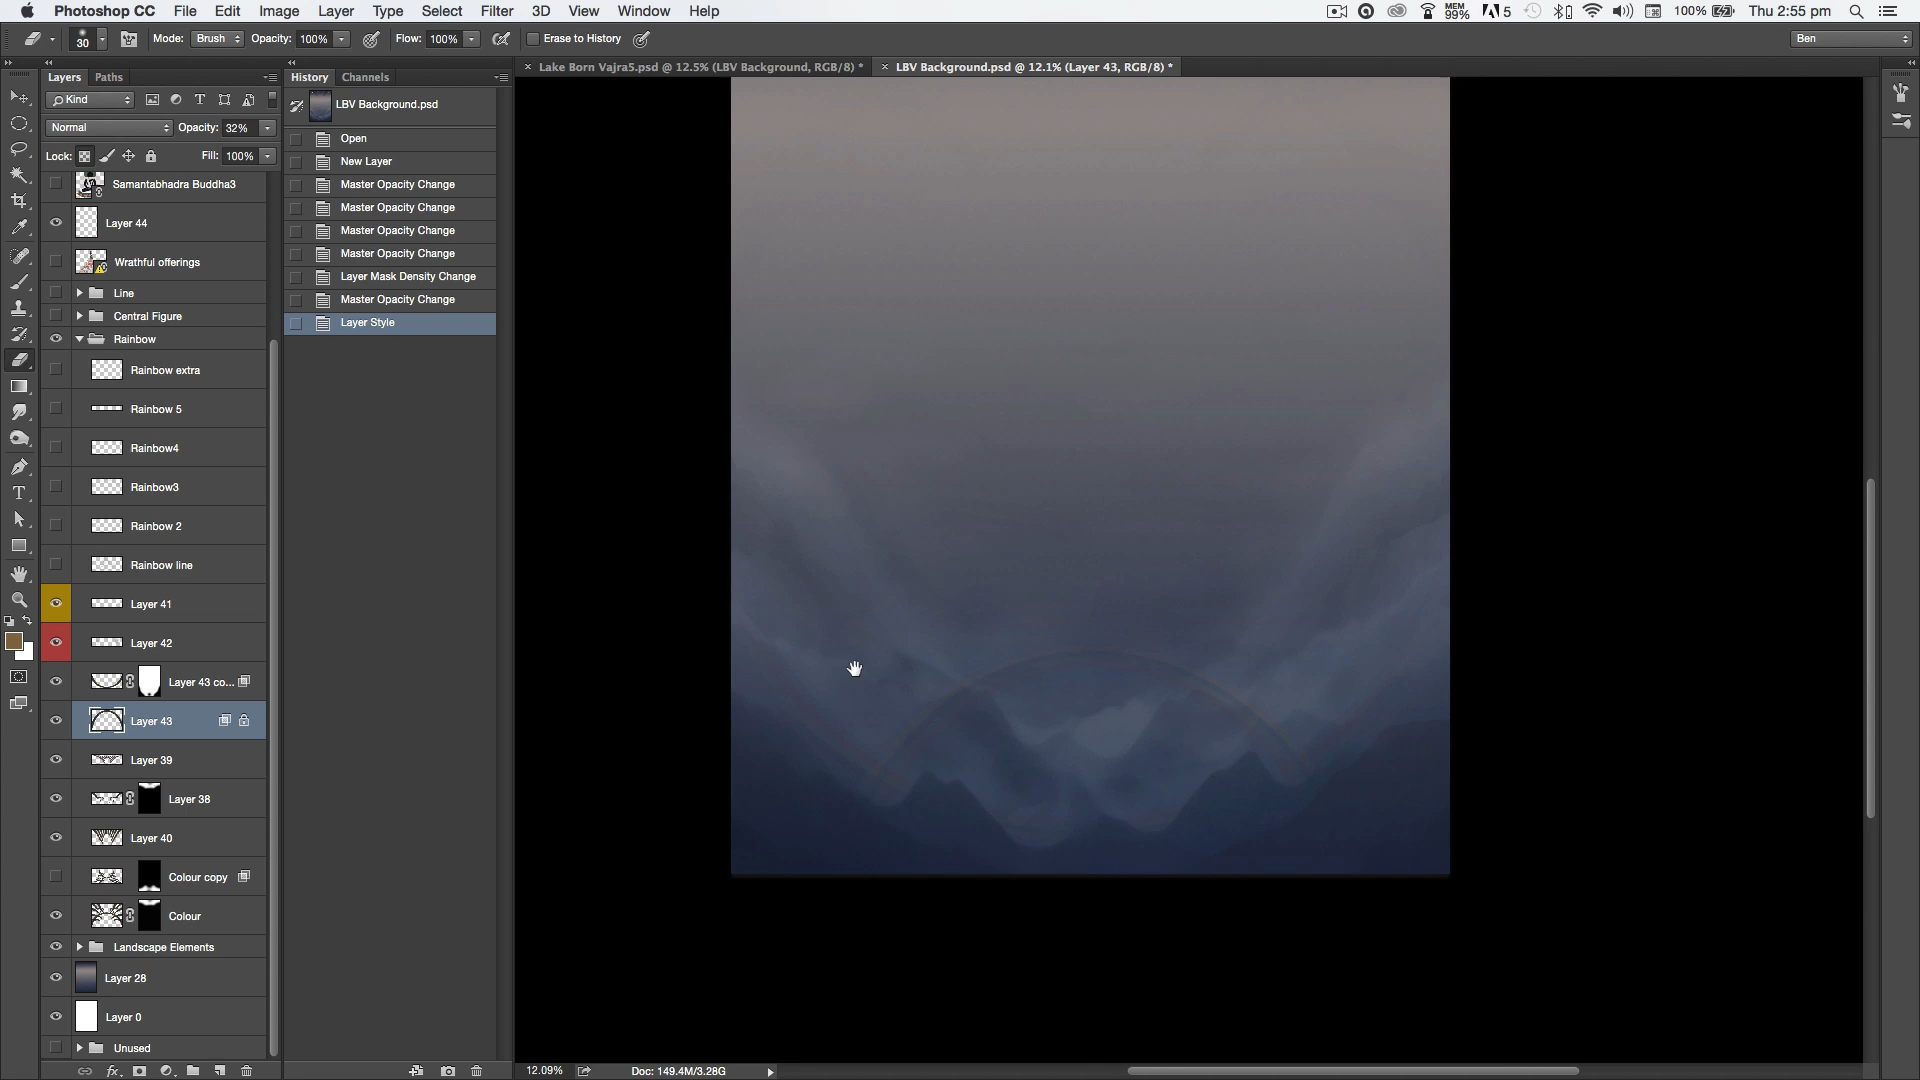 Photoshop CC File Edit Image Layer Type Select Filter 3D View Window Help MEM 99% 5 100% Thu 2:55 pm
30 Mode: Brush Opacity: 100% Flow: 100% Erase to History Ben
Layers Paths
Kind
Normal Opacity: 32%
Lock: Fill: 100%
Samantabhadra Buddha3
Layer 44
Wrathful offerings
Line
Central Figure
Rainbow
Rainbow extra
Rainbow 5
Rainbow4
Rainbow3
Rainbow 2
Rainbow line
Layer 41
Layer 42
Layer 43 co...
Layer 43
Layer 39
Layer 38
Layer 40
Colour copy
Colour
Landscape Elements
Layer 28
Layer 0
Unused
fx
History Channels
LBV Background.psd
Open
New Layer
Master Opacity Change
Master Opacity Change
Master Opacity Change
Master Opacity Change
Layer Mask Density Change
Master Opacity Change
Layer Style
× Lake Born Vajra5.psd @ 12.5% (LBV Background, RGB/8) * × LBV Background.psd @ 12.1% (Layer 43, RGB/8) *
12.09% Doc: 149.4M/3.28G